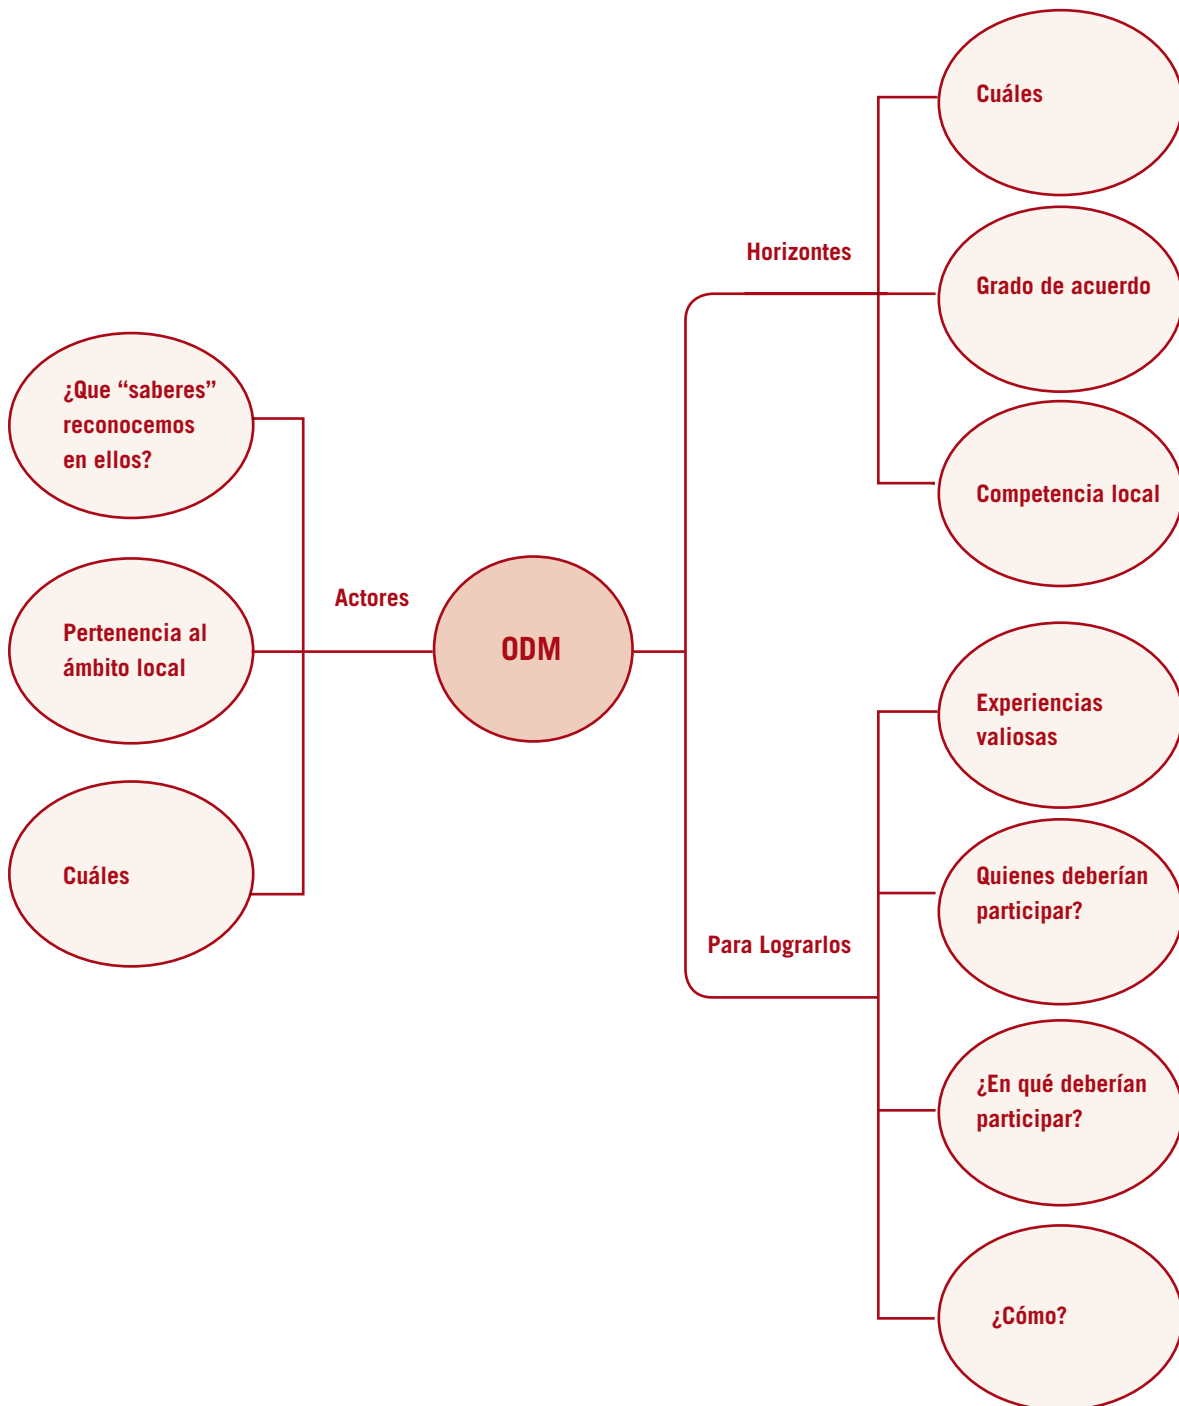 Cuáles
Horizontes
Grado de acuerdo
Competencia local
¿Que “saberes”
reconocemos
en ellos?
Actores
Pertenencia al
ámbito local
Cuáles
ODM
Experiencias
valiosas
Quienes deberían
participar?
Para Lograrlos
¿En qué deberían
participar?
¿Cómo?